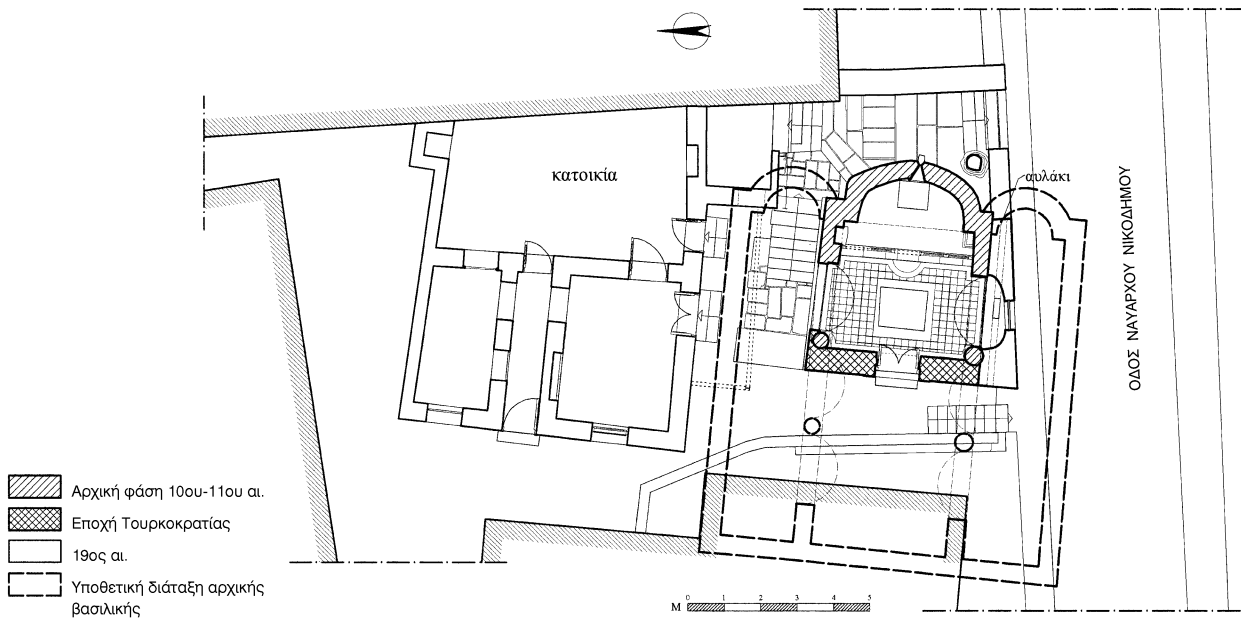 κατοικία
αυλάκι
ΟΔΟΣ ΝΑΥΑΡΧΟΥ ΝΙΚΟΔΗΜΟΥ
Αρχική φάση 10ου-11ου αι.
Εποχή Τουρκοκρατίας
19ος αι.
Υποθετική διάταξη αρχικής
βασιλικής
Μ 0 1 2 3 4 5